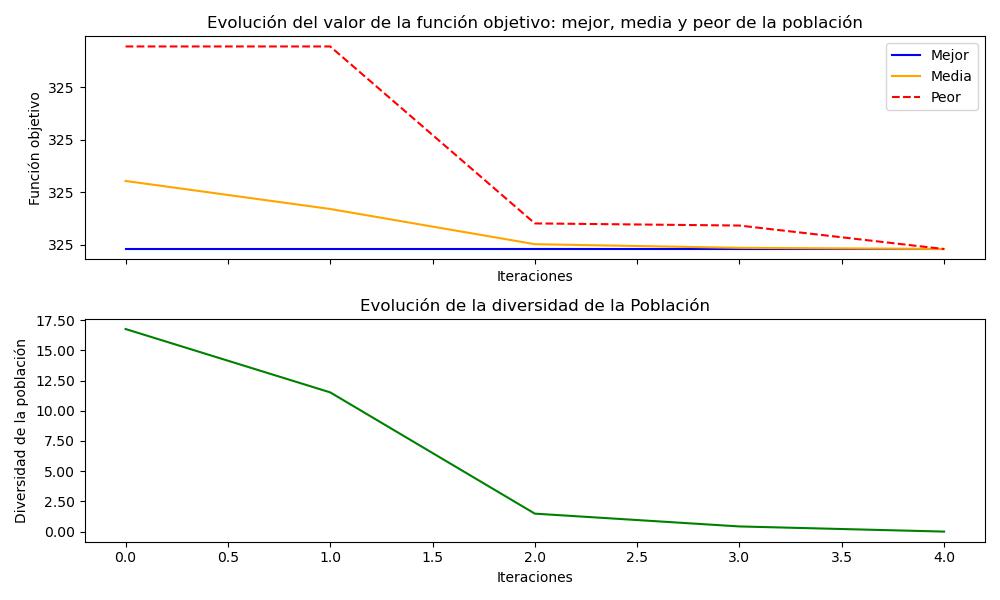 Evolución del valor de la función objetivo: mejor, media y peor de la población
Función objetivo
325
325
325
325
Mejor
Media
Peor
Iteraciones
Evolución de la diversidad de la Población
Diversidad de la población
17.50
15.00
12.50
10.00
7.50
5.00
2.50
0.00
0.0 0.5 1.0 1.5 2.0 2.5 3.0 3.5 4.0
Iteraciones